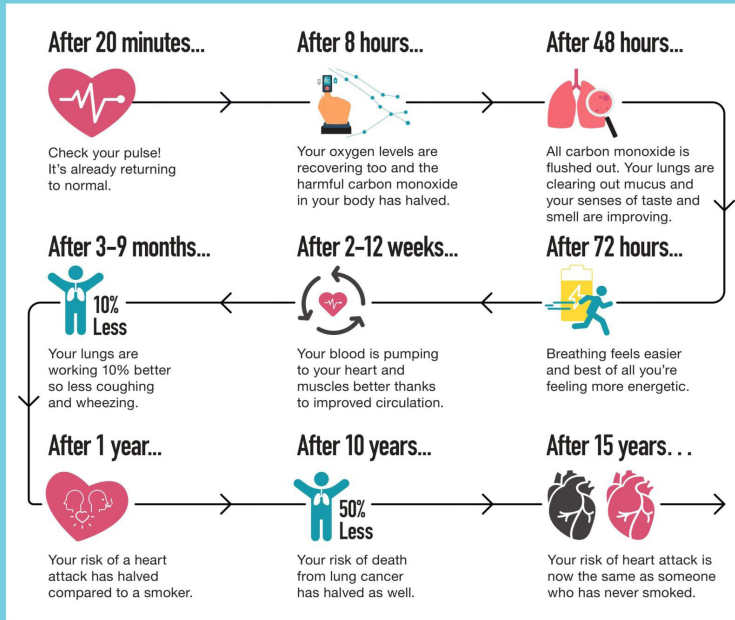 After 20 minutes...
Check your pulse!
It's already returning
to normal.
After 8 hours...
Your oxygen levels are
recovering too and the
harmful carbon monoxide
in your body has halved.
After 48 hours...
All carbon monoxide is
flushed out. Your lungs are
clearing out mucus and
your senses of taste and
smell are improving.
After 72 hours...
Breathing feels easier
and best of all you're
feeling more energetic.
After 2–12 weeks...
Your blood is pumping
to your heart and
muscles better thanks
to improved circulation.
After 3–9 months...
10%
Less
Your lungs are
working 10% better
so less coughing
and wheezing.
After 1 year...
Your risk of a heart
attack has halved
compared to a smoker.
After 10 years...
50%
Less
Your risk of death
from lung cancer
has halved as well.
After 15 years...
Your risk of heart attack is
now the same as someone
who has never smoked.